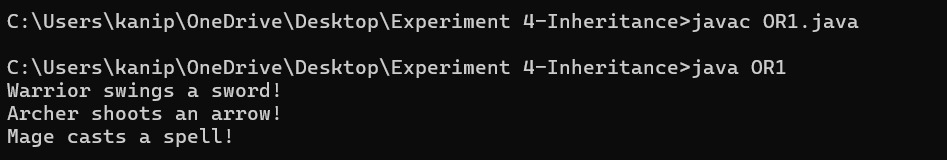 C:\Users\kanip\OneDrive\Desktop\Experiment 4-Inheritance>javac OR1.java
C:\Users\kanip\OneDrive\Desktop\Experiment 4-Inheritance>java OR1
Warrior swings a sword!
Archer shoots an arrow!
Mage casts a spell!